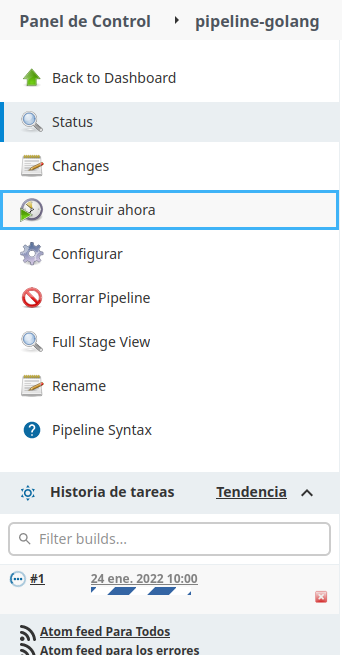 Panel de Control ‣ pipeline-golang
Back to Dashboard
Status
Changes
Construir ahora
Configurar
Borrar Pipeline
Full Stage View
Rename
Pipeline Syntax
Historia de tareas Tendencia
Filter builds...
#1 24 ene. 2022 10:00
Atom feed Para Todos
Atom feed para los errores